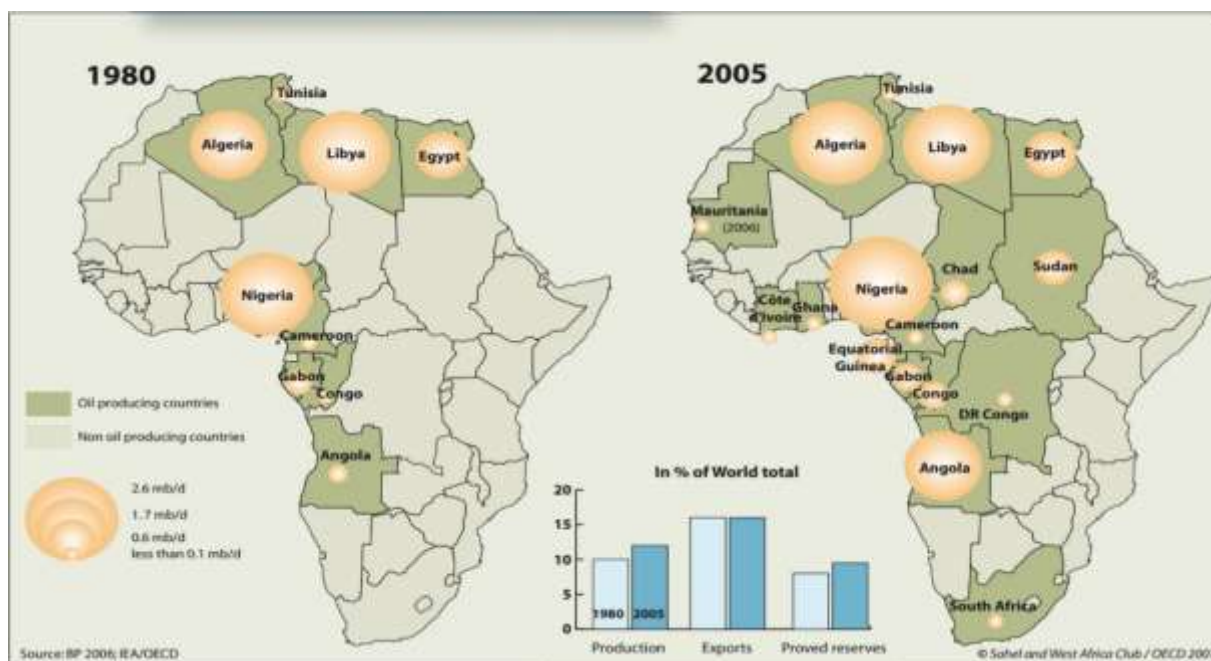 1980
Tunisia
Algeria
Libya
Egypt
Nigeria
Cameroon
Gabon
Congo
Angola
Oil producing countries
Non oil producing countries
2.6 mb/d
1.7 mb/d
0.6 mb/d
less than 0.1 mb/d
2005
Tunisia
Algeria
Libya
Egypt
Mauritania
(2006)
Chad
Sudan
Nigeria
Côte
d'Ivoire
Ghana
Cameroon
Equatorial
Guinea
Gabon
Congo
DR Congo
Angola
South Africa
In % of World total
20
15
10
5
0
1980 2005
Production Exports Proved reserves
Source: BP 2006; IEA/OECD
© Sahel and West Africa Club / OECD